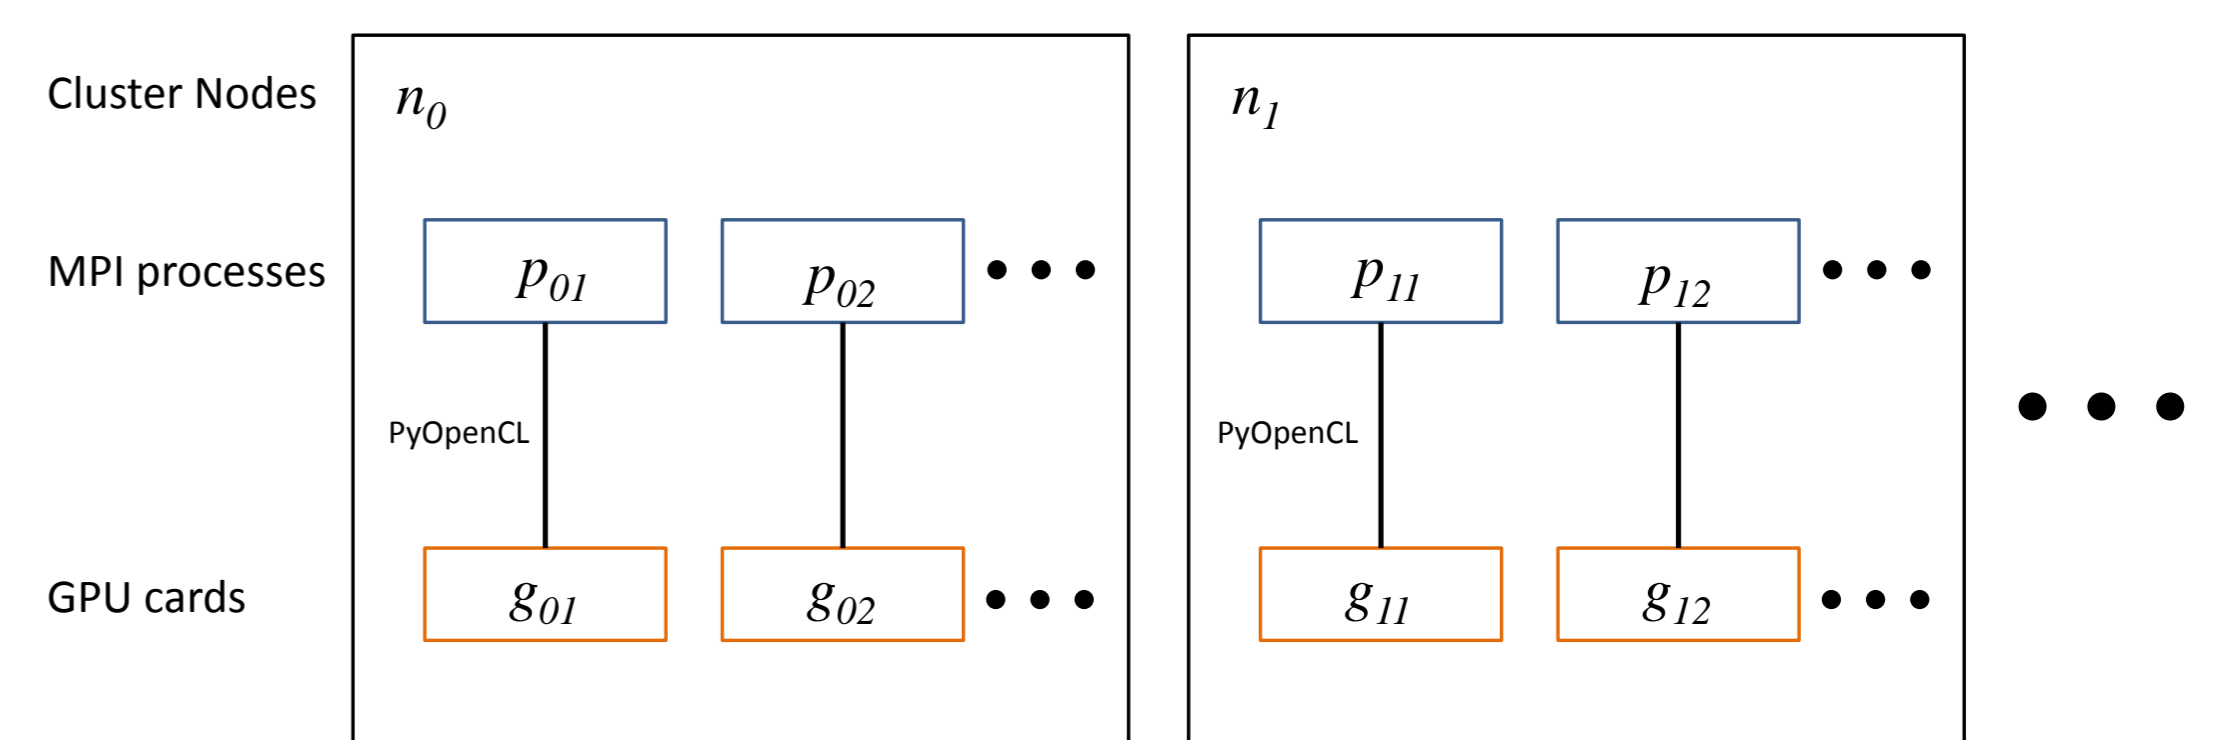 Cluster Nodes n₀ n₁
MPI processes p₀₁ p₀₂ ••• p₁₁ p₁₂ •••
•••
PyOpenCL PyOpenCL
GPU cards g₀₁ g₀₂ ••• g₁₁ g₁₂ •••